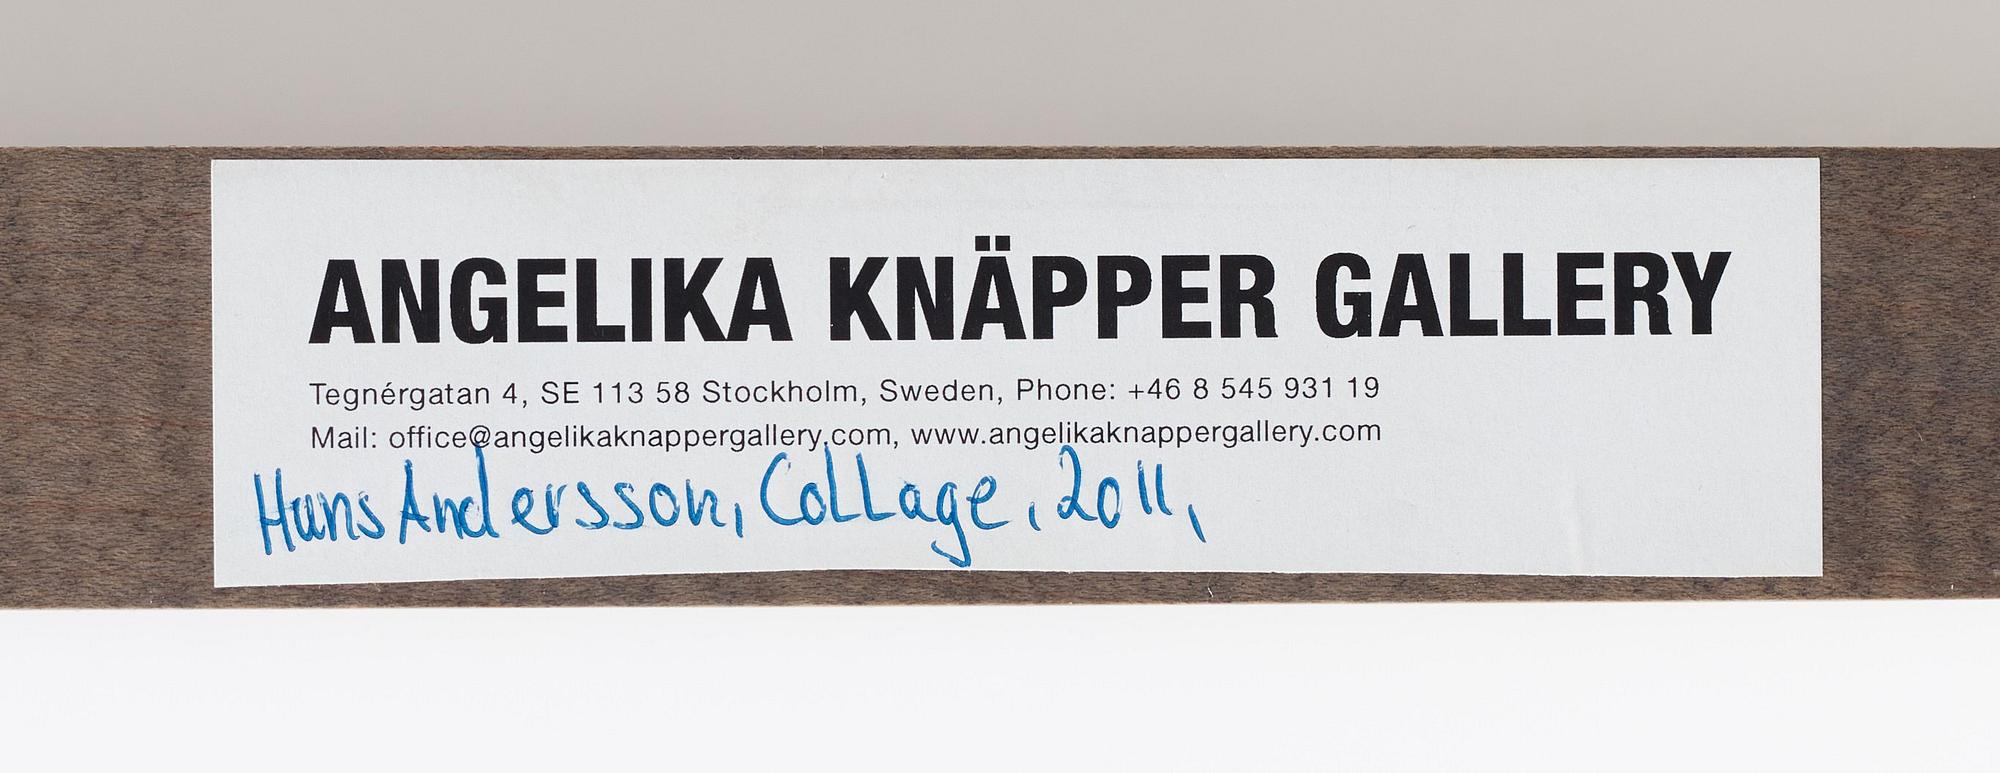 ANGELIKA KNÄPPER GALLERY
Tegnérgatan 4, SE 113 58 Stockholm, Sweden, Phone: +46 8 545 931 19
Mail: office@angelikaknappergallery.com, www.angelikaknappergallery.com
Hans Andersson, Collage, 2011,